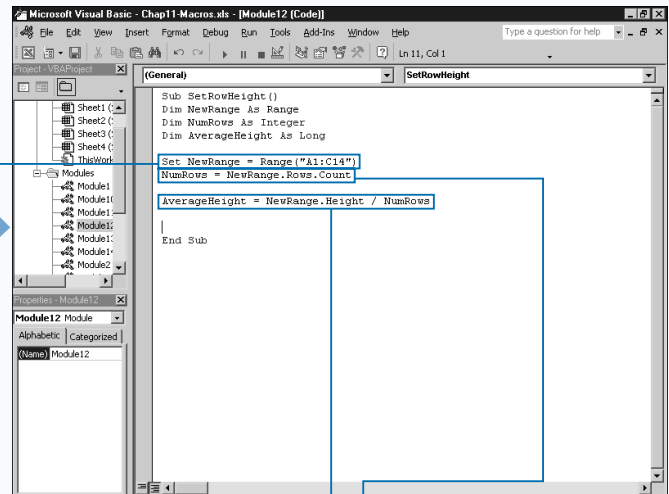 Microsoft Visual Basic - Chap11-Macros.xls - [Module12 (Code)]
File Edit View Insert Format Debug Run Tools Add-Ins Window Help
Type a question for help
Ln 11, Col 1
Project - VBAProject
(General)
SetRowHeight
Sheet1 (
Sheet2 (
Sheet3 (
Sheet4 (
ThisWork
Modules
Module1
Module10
Module11
Module12
Module13
Module14
Module2
Sub SetRowHeight()
Dim NewRange As Range
Dim NumRows As Integer
Dim AverageHeight As Long
Set NewRange = Range("A1:C14")
NumRows = NewRange.Rows.Count
AverageHeight = NewRange.Height / NumRows
End Sub
Properties - Module12
Module12 Module
Alphabetic Categorized
(Name) Module12